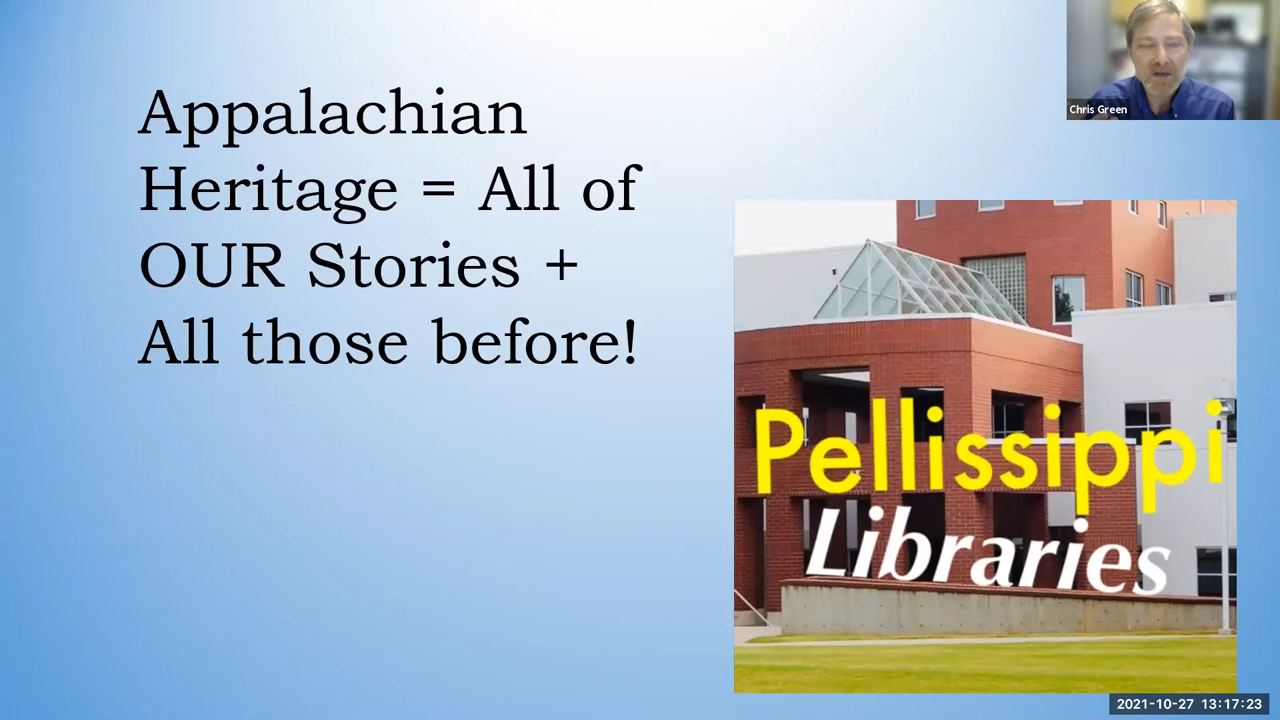 Appalachian
Heritage = All of
OUR Stories +
All those before!
Chris Green
Pellissippi
Libraries
2021-10-27 13:17:23